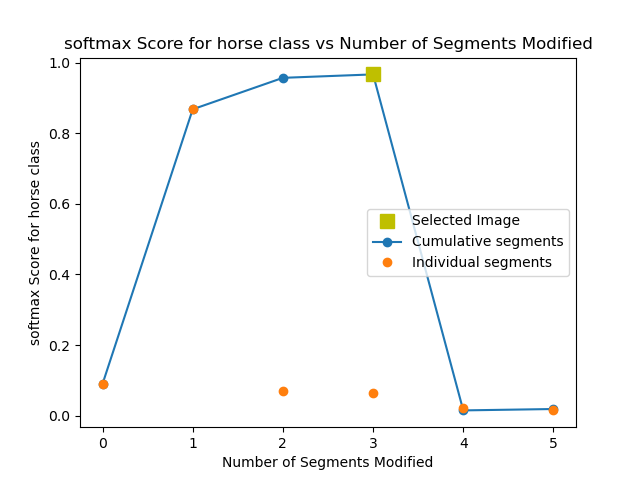 softmax Score for horse class vs Number of Segments Modified
1.0
0.8
0.6
0.4
0.2
0.0
softmax Score for horse class
Selected Image
Cumulative segments
Individual segments
0 1 2 3 4 5
Number of Segments Modified